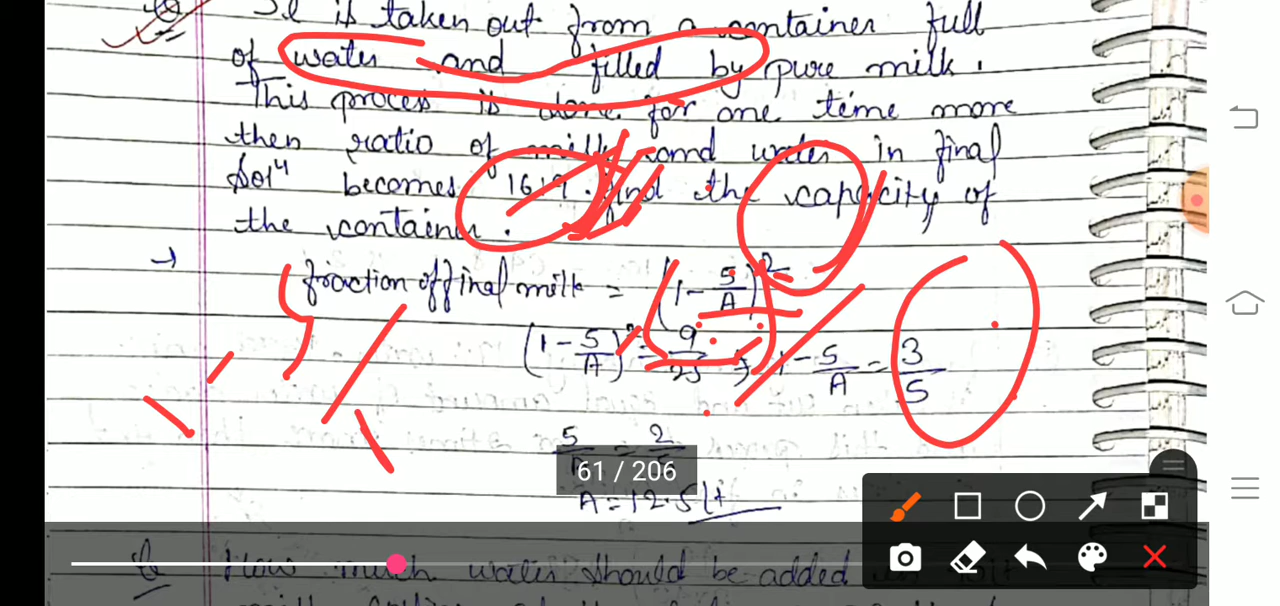 5l is taken out from a container full
of water and filled by pure milk.
This process is done for one time more
then ratio of milk and water in final
Solⁿ becomes 16:9. find the capacity of
the container.
→ fraction of final milk = (1 - 5/A)²
(1 - 5/A)² = 9/25 ⇒ 1 - 5/A = 3/5
5/A = 2/5
61 / 206
A = 12.5 lt
Q How much water should be added